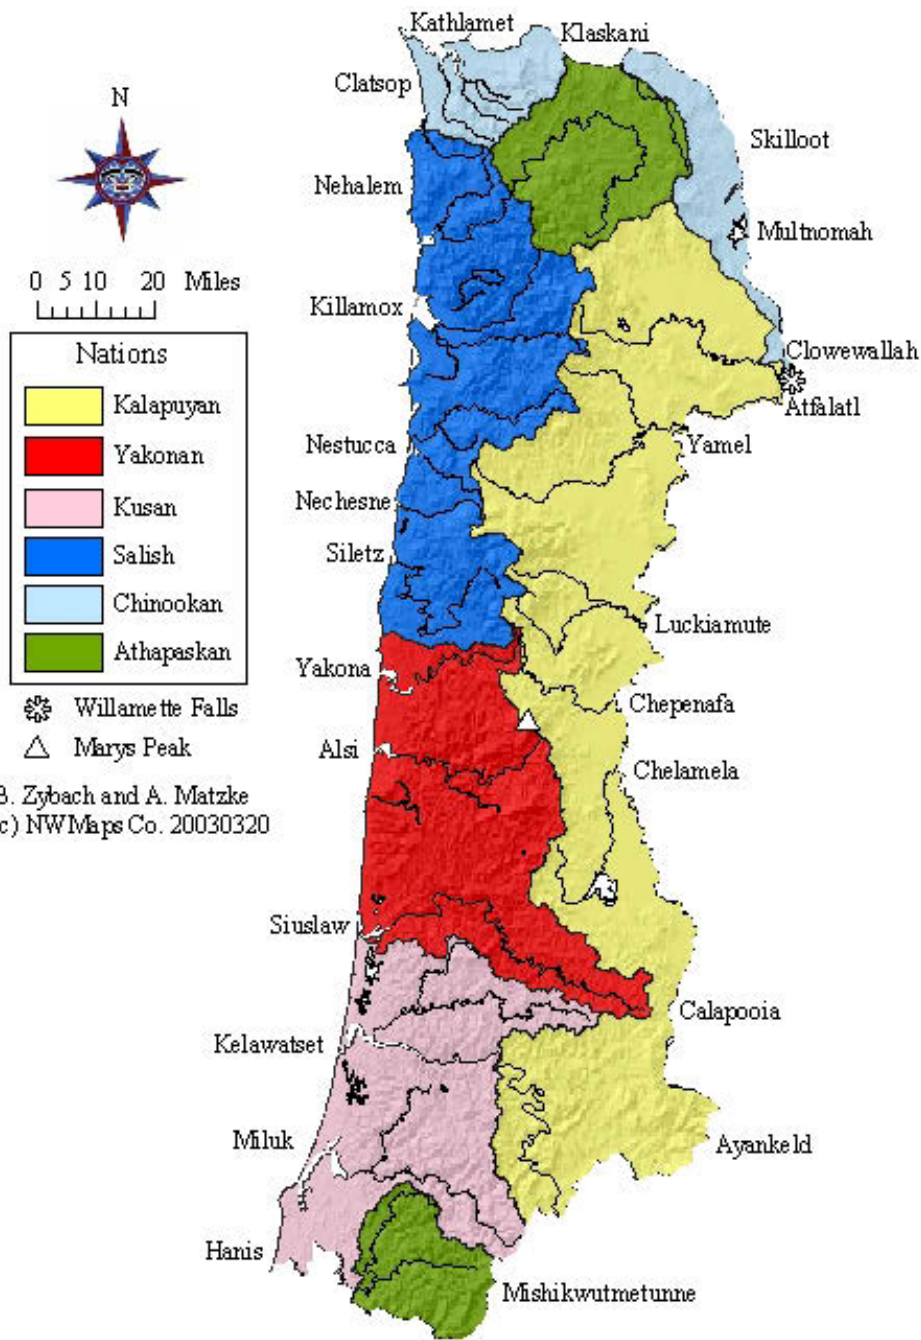 Kathlamet
Klaskani
Clatsop
N
Skilloot
Nehalem
Multnomah
0 5 10 20 Miles
Killamox
Nations
Clowewallah
Kalapuyan
Atfalatl
Yakonan
Nestucca
Yamel
Kusan
Nechesne
Salish
Siletz
Chinookan
Luckiamute
Athapaskan
Yakona
Willamette Falls
Chepenafa
Marys Peak
Alsi
Chelamela
B. Zybach and A. Matzke
c) NW Maps Co. 20030320
Siuslaw
Calapooia
Kelawatset
Miluk
Ayankeld
Hanis
Mishikwutmetunne